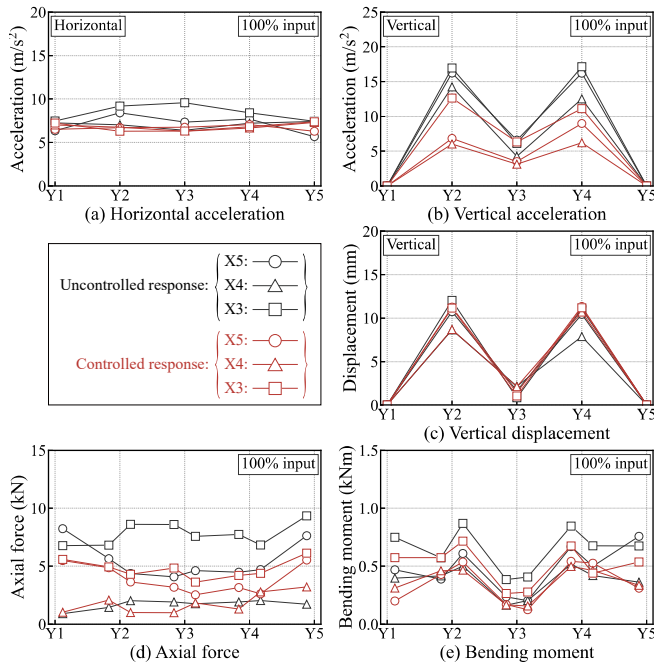 Horizontal
100% input
Acceleration (m/s²)
20
15
10
5
0
Y1
Y2
Y3
Y4
Y5
(a) Horizontal acceleration
Vertical
100% input
Acceleration (m/s²)
25
20
15
10
5
0
Y1
Y2
Y3
Y4
Y5
(b) Vertical acceleration
Uncontrolled response:
X5:
X4:
X3:
Controlled response:
X5:
X4:
X3:
Vertical
100% input
Displacement (mm)
20
15
10
5
0
Y1
Y2
Y3
Y4
Y5
(c) Vertical displacement
100% input
Axial force (kN)
15
10
5
0
Y1
Y2
Y3
Y4
Y5
(d) Axial force
100% input
Bending moment (kNm)
1.5
1.0
0.5
0
Y1
Y2
Y3
Y4
Y5
(e) Bending moment